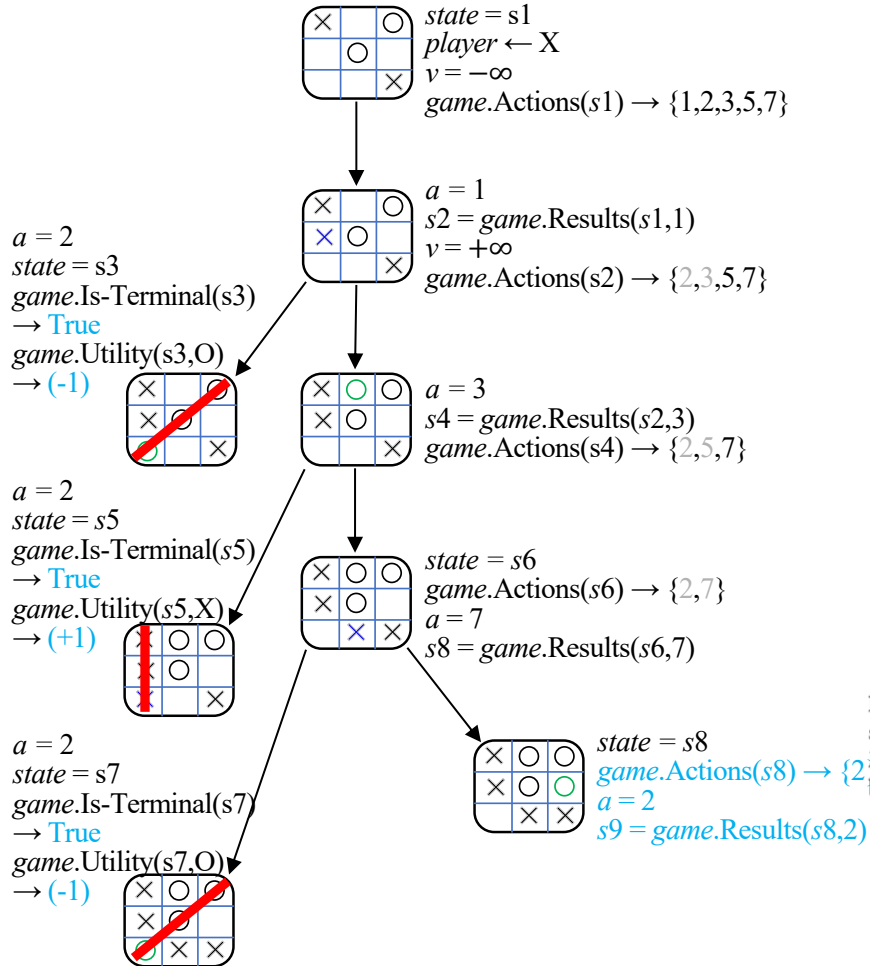 state = s1
player ← X
v = −∞
game.Actions(s1) → {1,2,3,5,7}
a = 1
s2 = game.Results(s1,1)
v = +∞
game.Actions(s2) → {2,3,5,7}
a = 2
state = s3
game.Is-Terminal(s3)
→ True
game.Utility(s3,O)
→ (-1)
a = 3
s4 = game.Results(s2,3)
game.Actions(s4) → {2,5,7}
a = 2
state = s5
game.Is-Terminal(s5)
→ True
game.Utility(s5,X)
→ (+1)
state = s6
game.Actions(s6) → {2,7}
a = 7
s8 = game.Results(s6,7)
a = 2
state = s7
game.Is-Terminal(s7)
→ True
game.Utility(s7,O)
→ (-1)
state = s8
game.Actions(s8) → {2
a = 2
s9 = game.Results(s8,2)